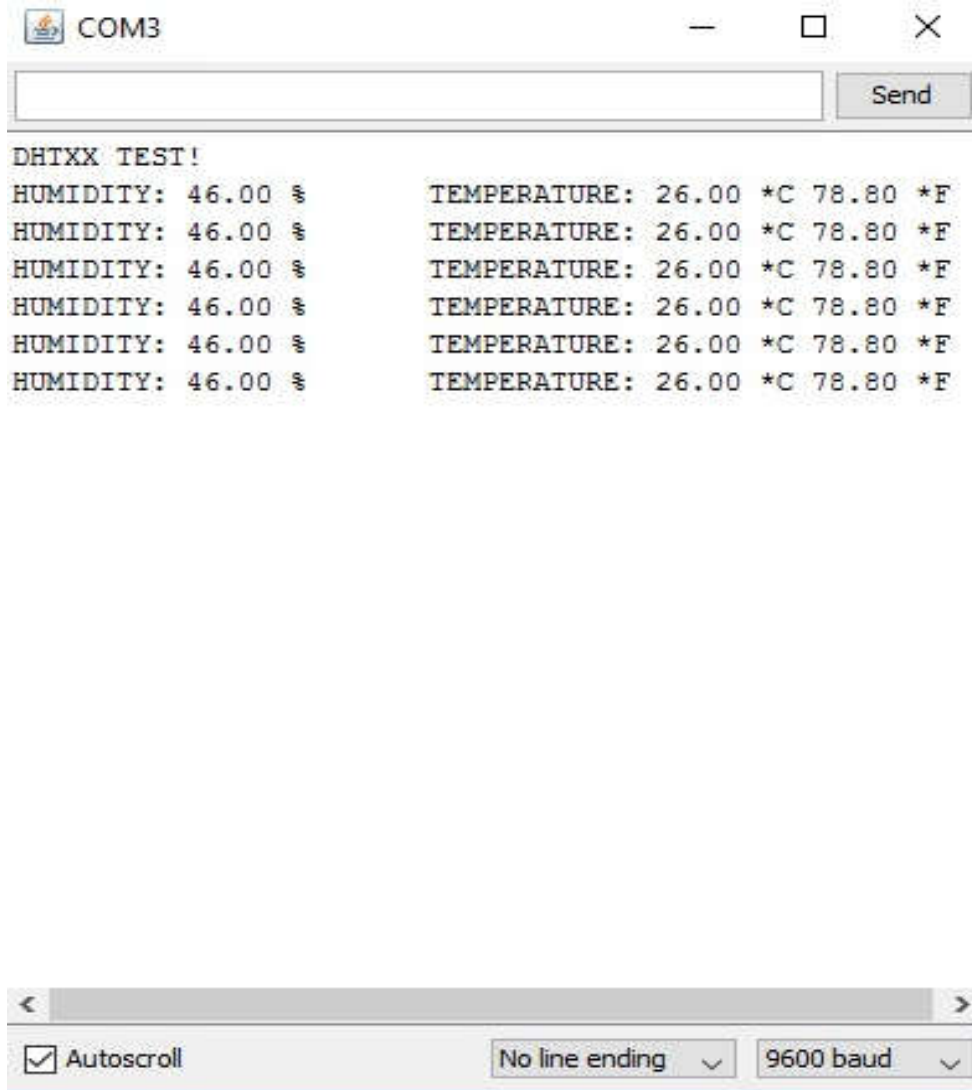 COM3
Send
DHTXX TEST!
HUMIDITY: 46.00 % TEMPERATURE: 26.00 *C 78.80 *F
HUMIDITY: 46.00 % TEMPERATURE: 26.00 *C 78.80 *F
HUMIDITY: 46.00 % TEMPERATURE: 26.00 *C 78.80 *F
HUMIDITY: 46.00 % TEMPERATURE: 26.00 *C 78.80 *F
HUMIDITY: 46.00 % TEMPERATURE: 26.00 *C 78.80 *F
HUMIDITY: 46.00 % TEMPERATURE: 26.00 *C 78.80 *F
Autoscroll No line ending 9600 baud